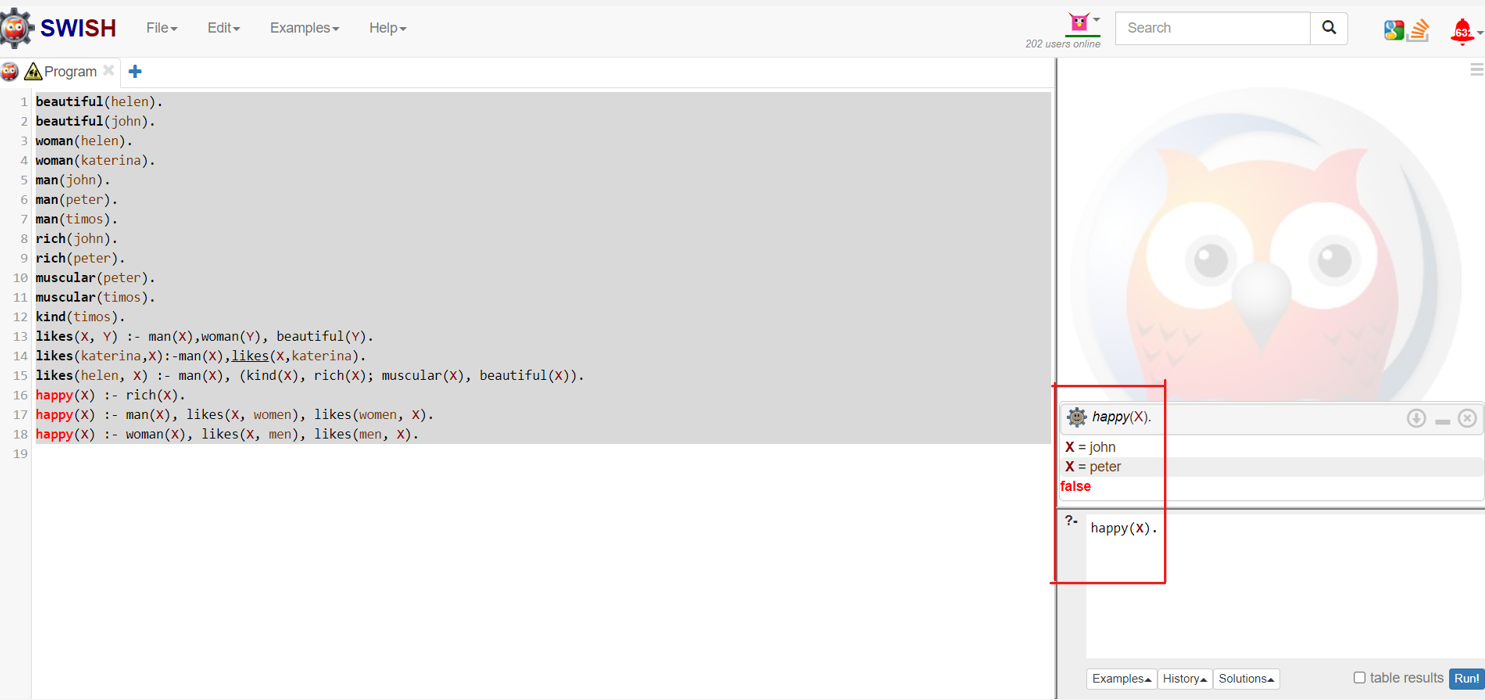 SWISH File Edit Examples Help 202 users online Search
Program
1 beautiful(helen).
2 beautiful(john).
3 woman(helen).
4 woman(katerina).
5 man(john).
6 man(peter).
7 man(timos).
8 rich(john).
9 rich(peter).
10 muscular(peter).
11 muscular(timos).
12 kind(timos).
13 likes(X, Y) :- man(X),woman(Y), beautiful(Y).
14 likes(katerina,X):-man(X),likes(X,katerina).
15 likes(helen, X) :- man(X), (kind(X), rich(X); muscular(X), beautiful(X)).
16 happy(X) :- rich(X).
17 happy(X) :- man(X), likes(X, women), likes(women, X).
18 happy(X) :- woman(X), likes(X, men), likes(men, X).
19
happy(X).
X = john
X = peter
false
?- happy(X).
Examples History Solutions table results Run!